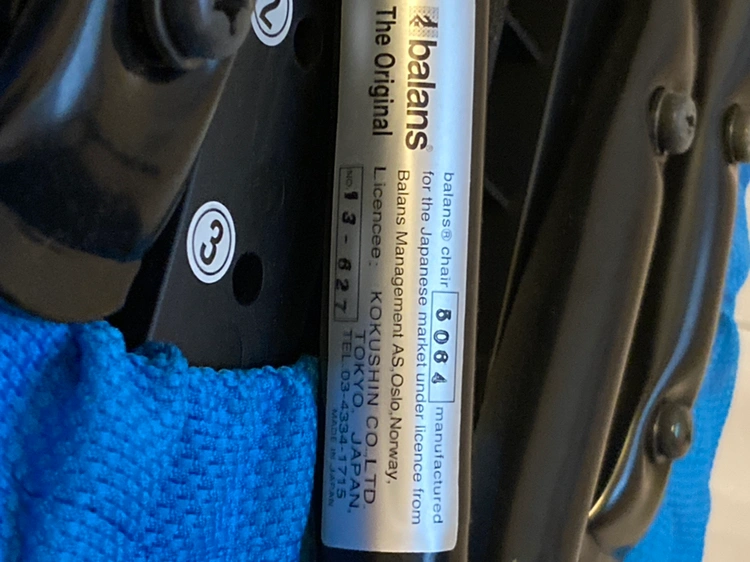 balans®
The Original
balans® chair 5064 manufactured
for the Japanese market under licence from
Balans Management AS,Oslo,Norway.
Licencee: KOKUSHIN CO.,LTD.
TOKYO, JAPAN.
NO. 13-627 TEL 03-4334-1715
MADE IN JAPAN
2
3